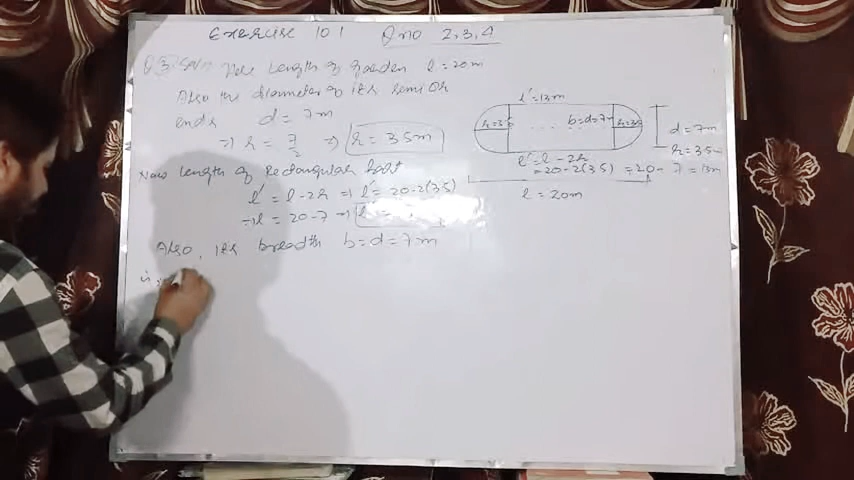 Exercise 10.1 Q no 2,3,4
Q③ Soln Here Length of garden l = 20m
Also the diameter of its semi
ends d = 7m
⇒ r = 7/2 ⇒ r = 3.5m
Now Length of Rectangular Part
l' = l - 2r ⇒ l' = 20 - 2(3.5)
= 20 - 7 ⇒
Also, its breadth b = d = 7m
l' = 13m
r = 3.5
b = d = 7m
r = 3.5
d = 7m
r = 3.5m
l' = l - 2r
= 20 - 2(3.5) = 20 - 7 = 13m
l = 20m